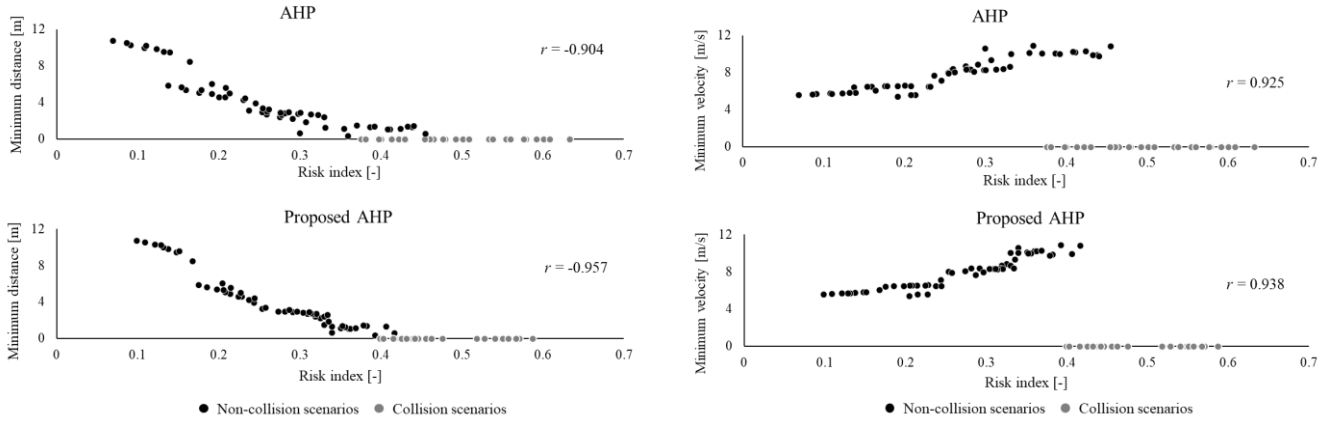 AHP
Minimum distance [m]
12
8
4
0
r = -0.904
0 0.1 0.2 0.3 0.4 0.5 0.6 0.7
Risk index [-]
Proposed AHP
Minimum distance [m]
12
8
4
0
r = -0.957
0 0.1 0.2 0.3 0.4 0.5 0.6 0.7
Risk index [-]
Non-collision scenarios Collision scenarios
AHP
Minimum velocity [m/s]
12
8
4
0
r = 0.925
0 0.1 0.2 0.3 0.4 0.5 0.6 0.7
Risk index [-]
Proposed AHP
Minimum velocity [m/s]
12
8
4
0
r = 0.938
0 0.1 0.2 0.3 0.4 0.5 0.6 0.7
Risk index [-]
Non-collision scenarios Collision scenarios